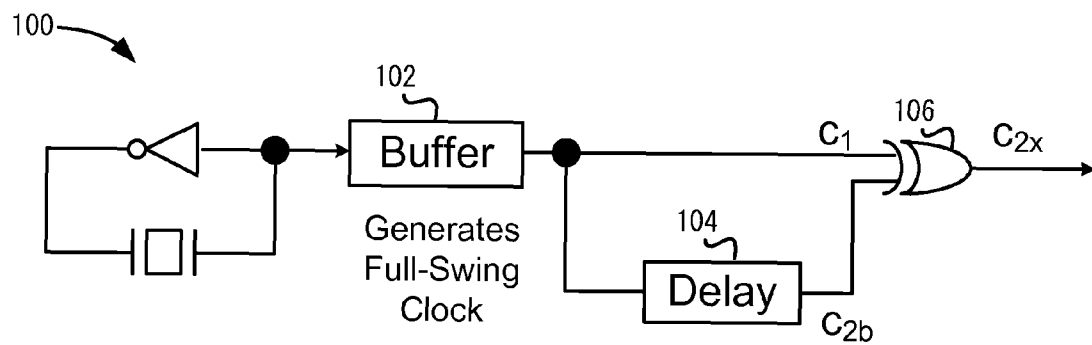 100
102
Buffer
Generates
Full-Swing
Clock
C1
106
C2x
104
Delay
C2b